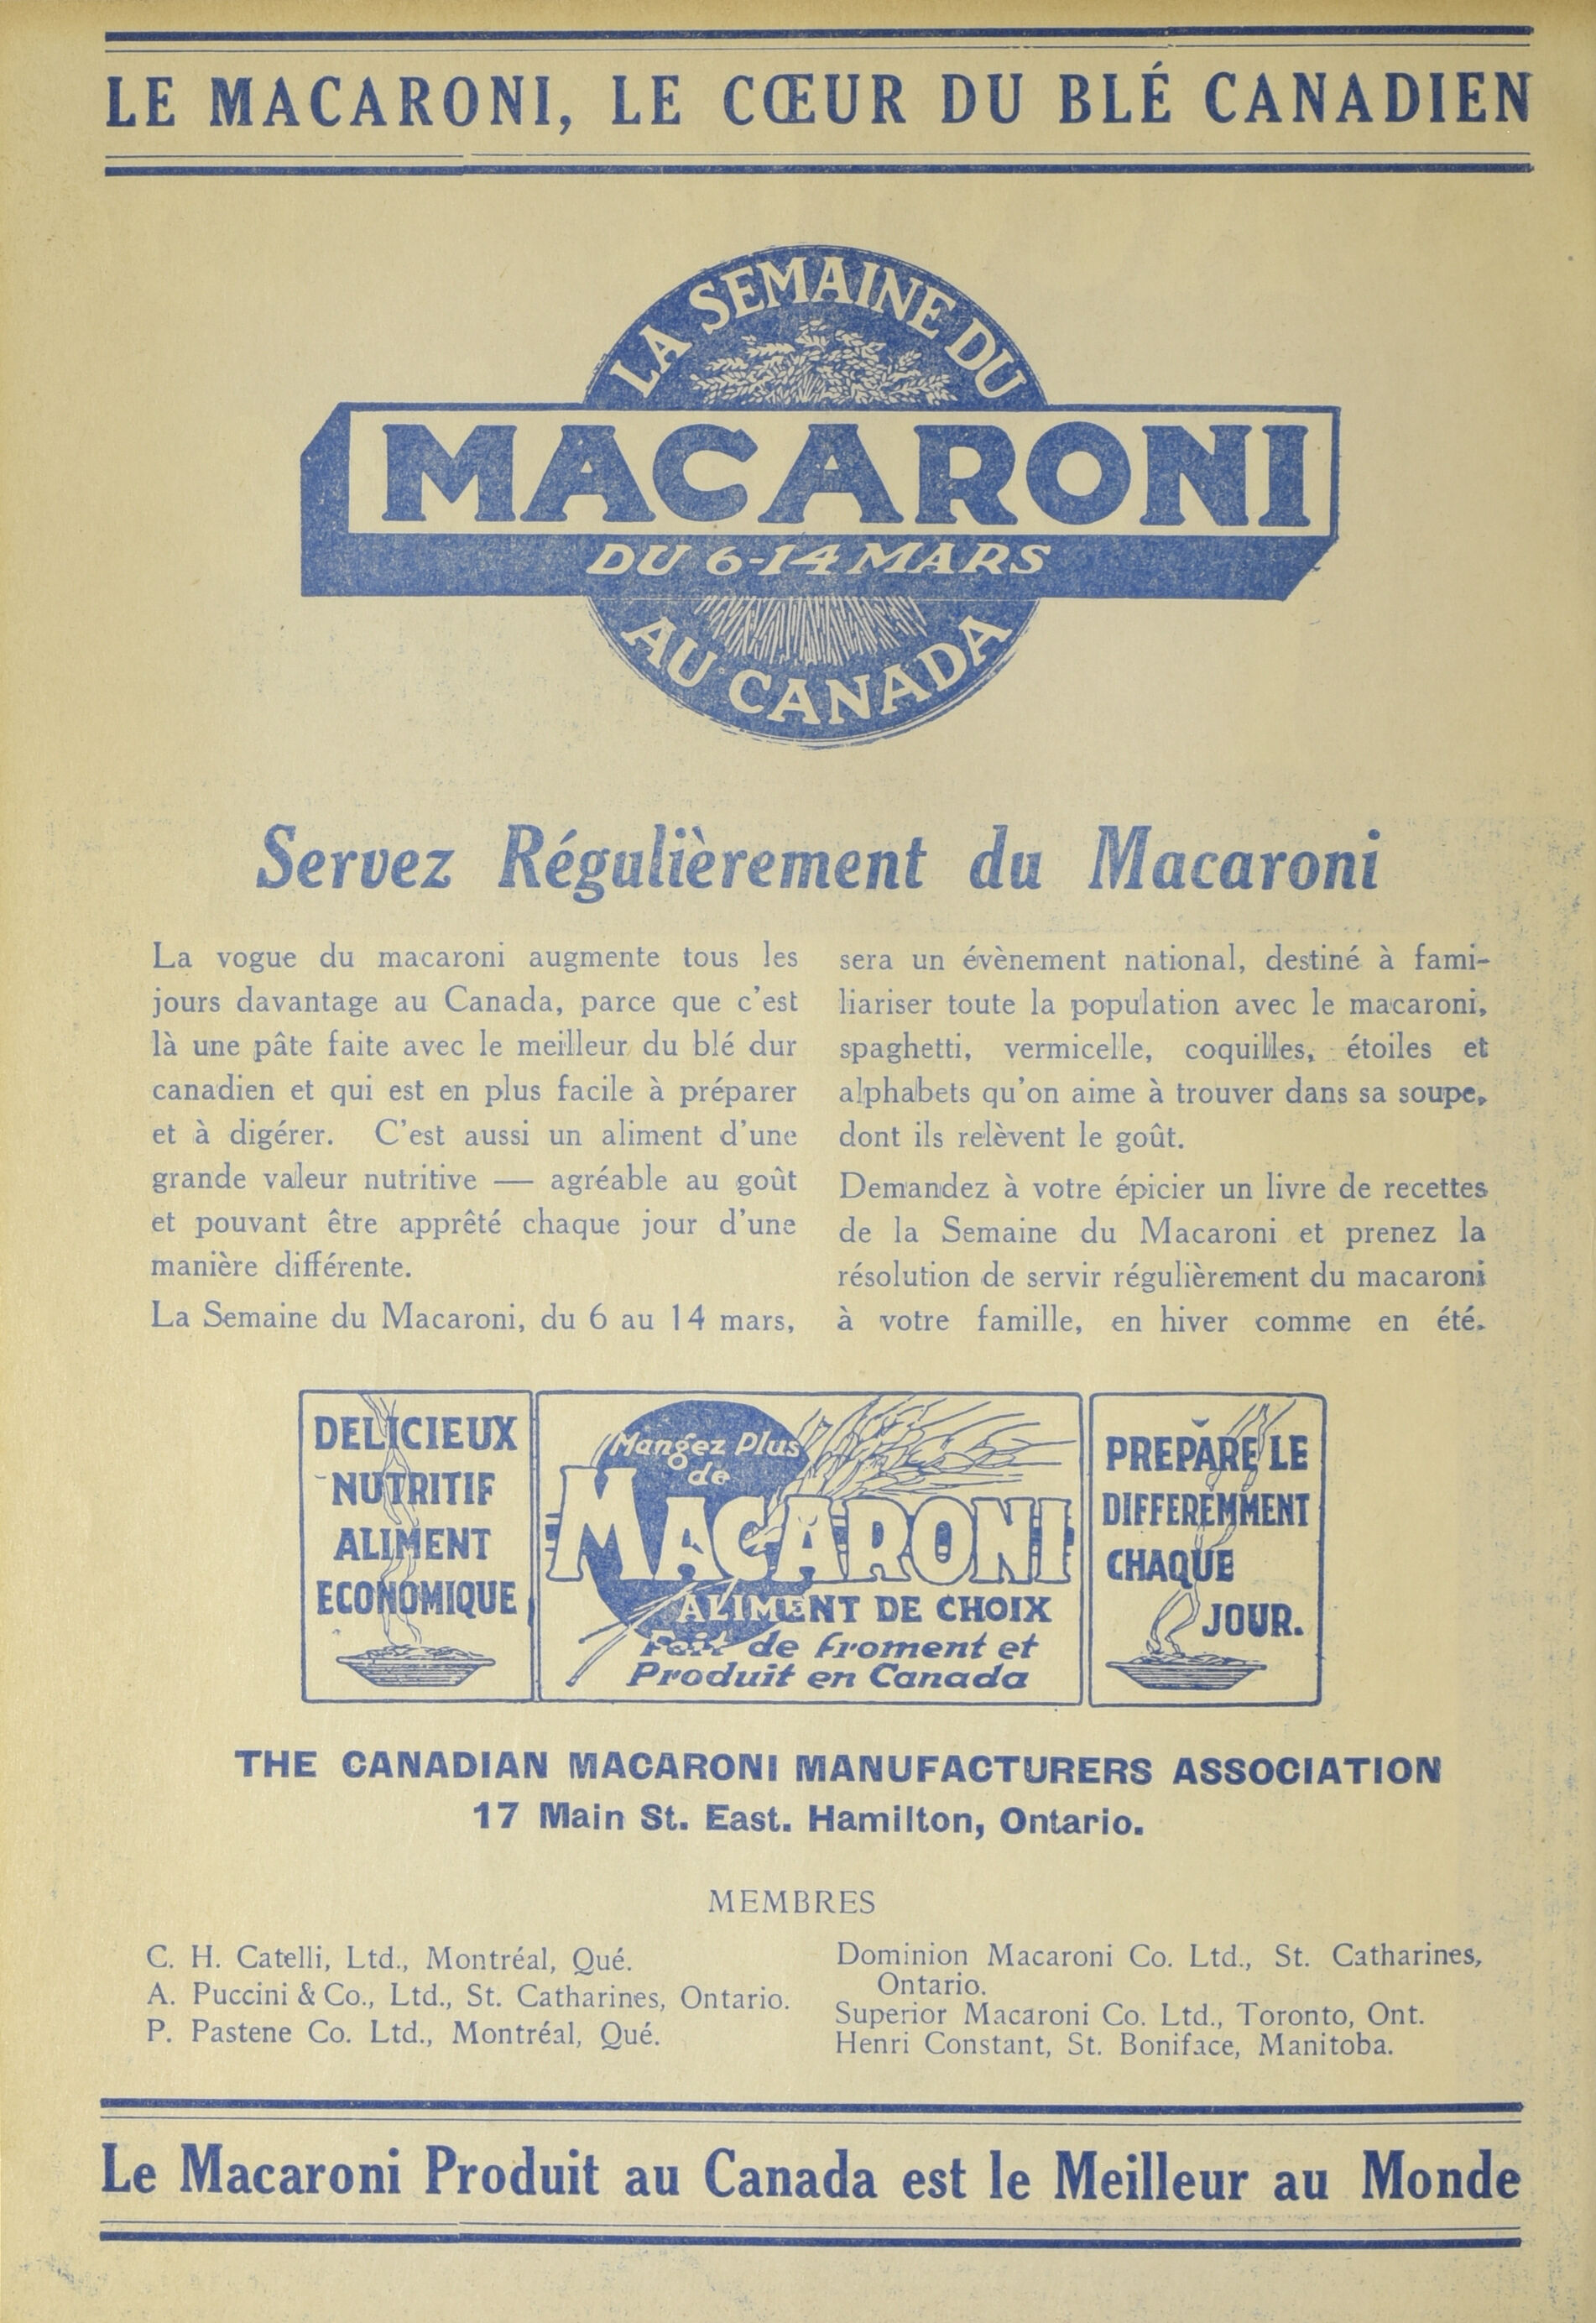 LE MACARONI, LE CŒUR DU BLÉ CANADIEN
LA SEMAINE DU
MACARONI
DU 6-14 MARS
AU CANADA
Servez Régulièrement du Macaroni
La vogue du macaroni augmente tous les
jours davantage au Canada, parce que c'est
là une pâte faite avec le meilleur du blé dur
canadien et qui est en plus facile à préparer
et à digérer. C'est aussi un aliment d'une
grande valeur nutritive — agréable au goût
et pouvant être apprêté chaque jour d'une
manière différente.
La Semaine du Macaroni, du 6 au 14 mars,
sera un évènement national, destiné à fami-
liariser toute la population avec le macaroni,
spaghetti, vermicelle, coquilles, étoiles et
alphabets qu'on aime à trouver dans sa soupe,
dont ils relèvent le goût.
Demandez à votre épicier un livre de recettes
de la Semaine du Macaroni et prenez la
résolution de servir régulièrement du macaroni
à votre famille, en hiver comme en été.
DELICIEUX
NUTRITIF
ALIMENT
ECONOMIQUE
Mangez Plus
de
MACARONI
ALIMENT DE CHOIX
Fait de froment et
Produit en Canada
PREPARE LE
DIFFEREMMENT
CHAQUE
JOUR.
THE CANADIAN MACARONI MANUFACTURERS ASSOCIATION
17 Main St. East. Hamilton, Ontario.
MEMBRES
C. H. Catelli, Ltd., Montréal, Qué.
A. Puccini & Co., Ltd., St. Catharines, Ontario.
P. Pastene Co. Ltd., Montréal, Qué.
Dominion Macaroni Co. Ltd., St. Catharines,
Ontario.
Superior Macaroni Co. Ltd., Toronto, Ont.
Henri Constant, St. Boniface, Manitoba.
Le Macaroni Produit au Canada est le Meilleur au Monde